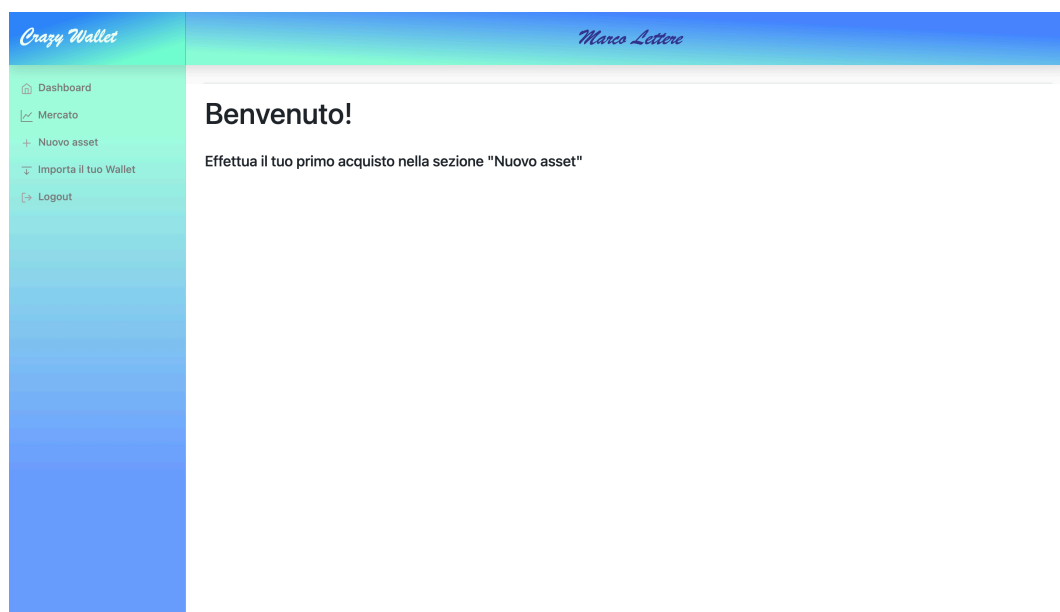 Crazy Wallet
Marco Lettere
Dashboard
Mercato
Nuovo asset
Importa il tuo Wallet
Logout
Benvenuto!
Effettua il tuo primo acquisto nella sezione "Nuovo asset"